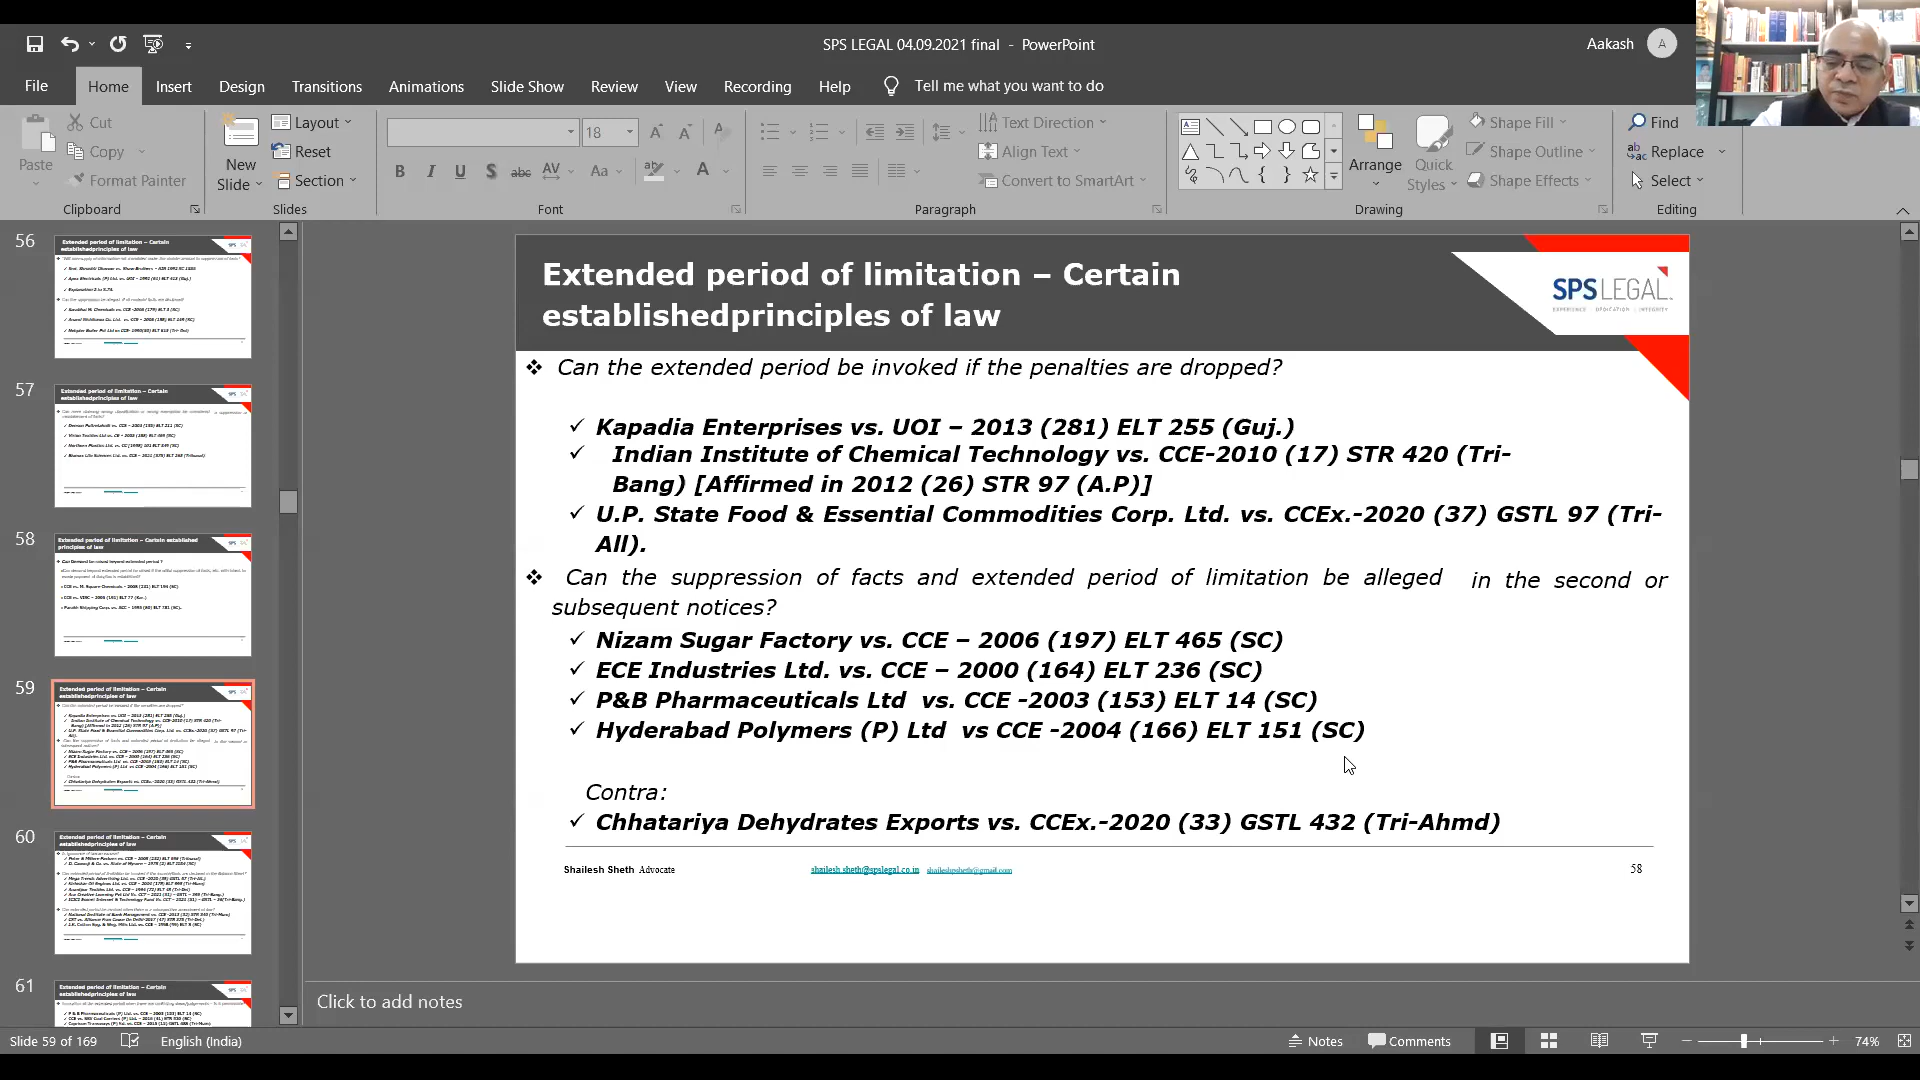 SPS LEGAL 04.09.2021 final - PowerPoint
Aakash
A
File
Home
Insert
Design
Transitions
Animations
Slide Show
Review
View
Recording
Help
Tell me what you want to do
Paste
Cut
Copy
Format Painter
Clipboard
New Slide
Layout
Reset
Section
Slides
18
Font
Text Direction
Align Text
Convert to SmartArt
Paragraph
Arrange
Quick Styles
Shape Fill
Shape Outline
Shape Effects
Drawing
Find
Replace
Select
Editing
56
57
58
59
60
61
Extended period of limitation – Certain
establishedprinciples of law
SPS LEGAL
EXPERIENCE DEDICATION INTEGRITY
❖ Can the extended period be invoked if the penalties are dropped?
✓ Kapadia Enterprises vs. UOI – 2013 (281) ELT 255 (Guj.)
✓ Indian Institute of Chemical Technology vs. CCE-2010 (17) STR 420 (Tri-
Bang) [Affirmed in 2012 (26) STR 97 (A.P)]
✓ U.P. State Food & Essential Commodities Corp. Ltd. vs. CCEx.-2020 (37) GSTL 97 (Tri-
All).
❖ Can the suppression of facts and extended period of limitation be alleged in the second or
subsequent notices?
✓ Nizam Sugar Factory vs. CCE – 2006 (197) ELT 465 (SC)
✓ ECE Industries Ltd. vs. CCE – 2000 (164) ELT 236 (SC)
✓ P&B Pharmaceuticals Ltd vs. CCE -2003 (153) ELT 14 (SC)
✓ Hyderabad Polymers (P) Ltd vs CCE -2004 (166) ELT 151 (SC)
Contra:
✓ Chhatariya Dehydrates Exports vs. CCEx.-2020 (33) GSTL 432 (Tri-Ahmd)
Shailesh Sheth Advocate
shailesh.sheth@spslegal.co.in shaileshpsheth@gmail.com
58
Click to add notes
Slide 59 of 169
English (India)
Notes
Comments
74%